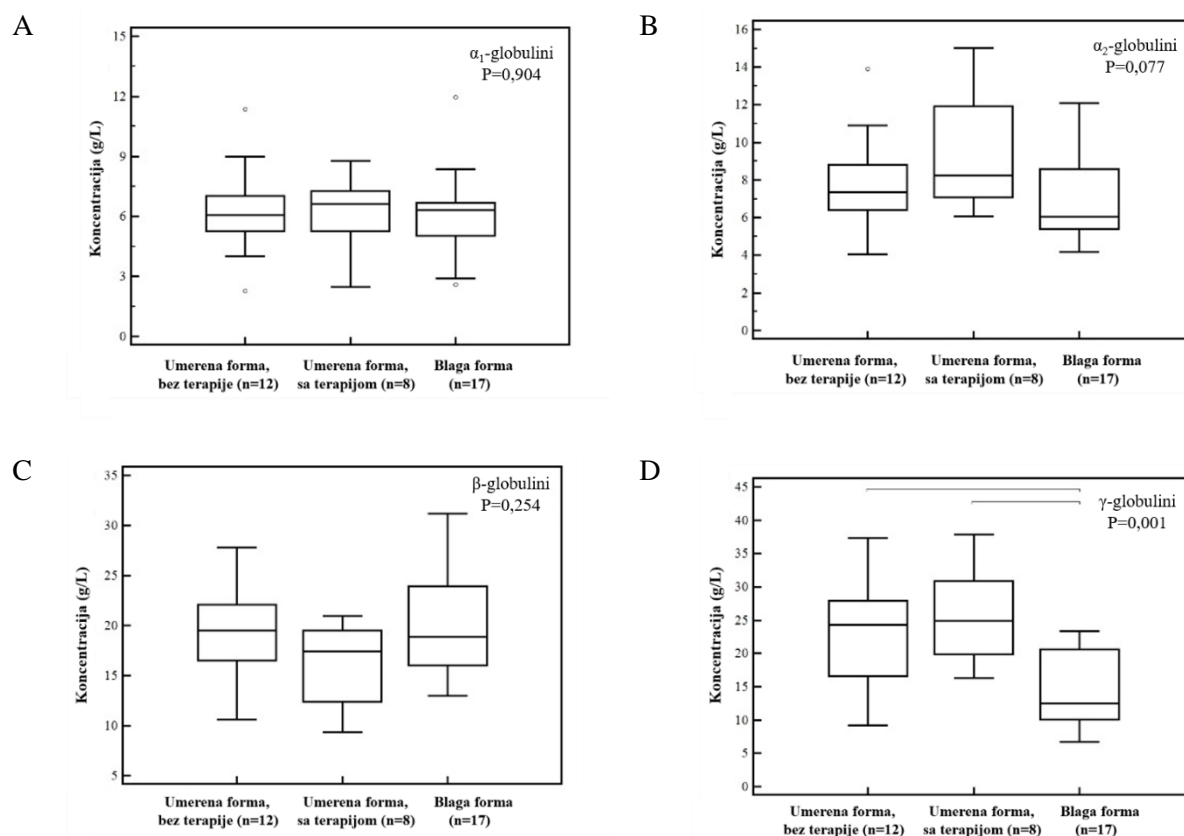 A
Koncentracija (g/L)
15
12
9
6
3
0
α₁-globulini
P=0,904
Umerena forma,
bez terapije (n=12)
Umerena forma,
sa terapijom (n=8)
Blaga forma
(n=17)
B
Koncentracija (g/L)
16
14
12
10
8
6
4
2
0
α₂-globulini
P=0,077
Umerena forma,
bez terapije (n=12)
Umerena forma,
sa terapijom (n=8)
Blaga forma
(n=17)
C
Koncentracija (g/L)
35
30
25
20
15
10
5
β-globulini
P=0,254
Umerena forma,
bez terapije (n=12)
Umerena forma,
sa terapijom (n=8)
Blaga forma
(n=17)
D
Koncentracija (g/L)
45
40
35
30
25
20
15
10
5
0
γ-globulini
P=0,001
Umerena forma,
bez terapije (n=12)
Umerena forma,
sa terapijom (n=8)
Blaga forma
(n=17)